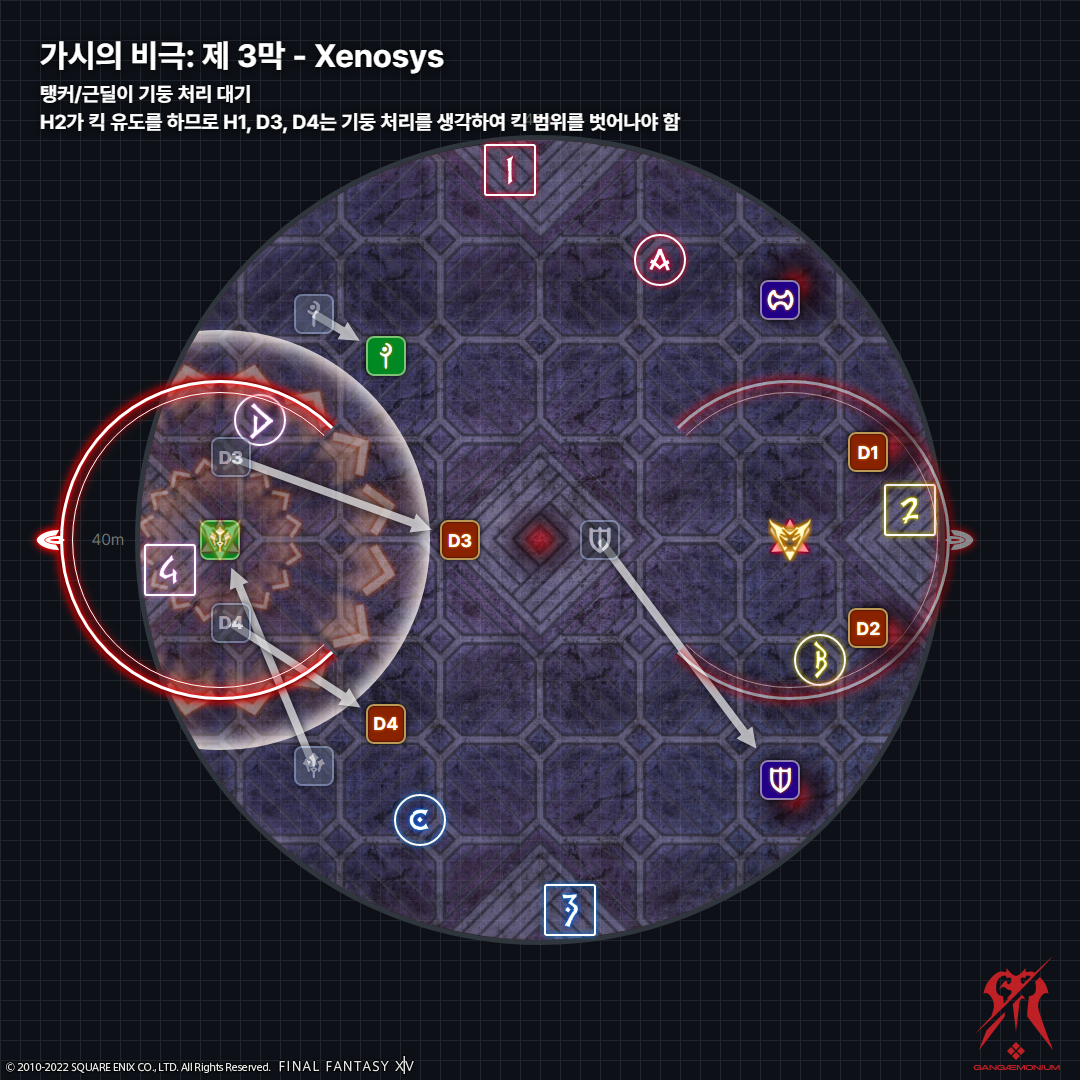 가시의 비극: 제 3막 - Xenosys
탱커/근딜이 기둥 처리 대기
H2가 킥 유도를 하므로 H1, D3, D4는 기둥 처리를 생각하여 킥 범위를 벗어나야 함
1
A
D
D3
D1
2
40m
D3
4
D4
D2
B
D4
C
3
© 2010-2022 SQUARE ENIX CO., LTD. All Rights Reserved. FINAL FANTASY XIV
GANGÆMONIUM